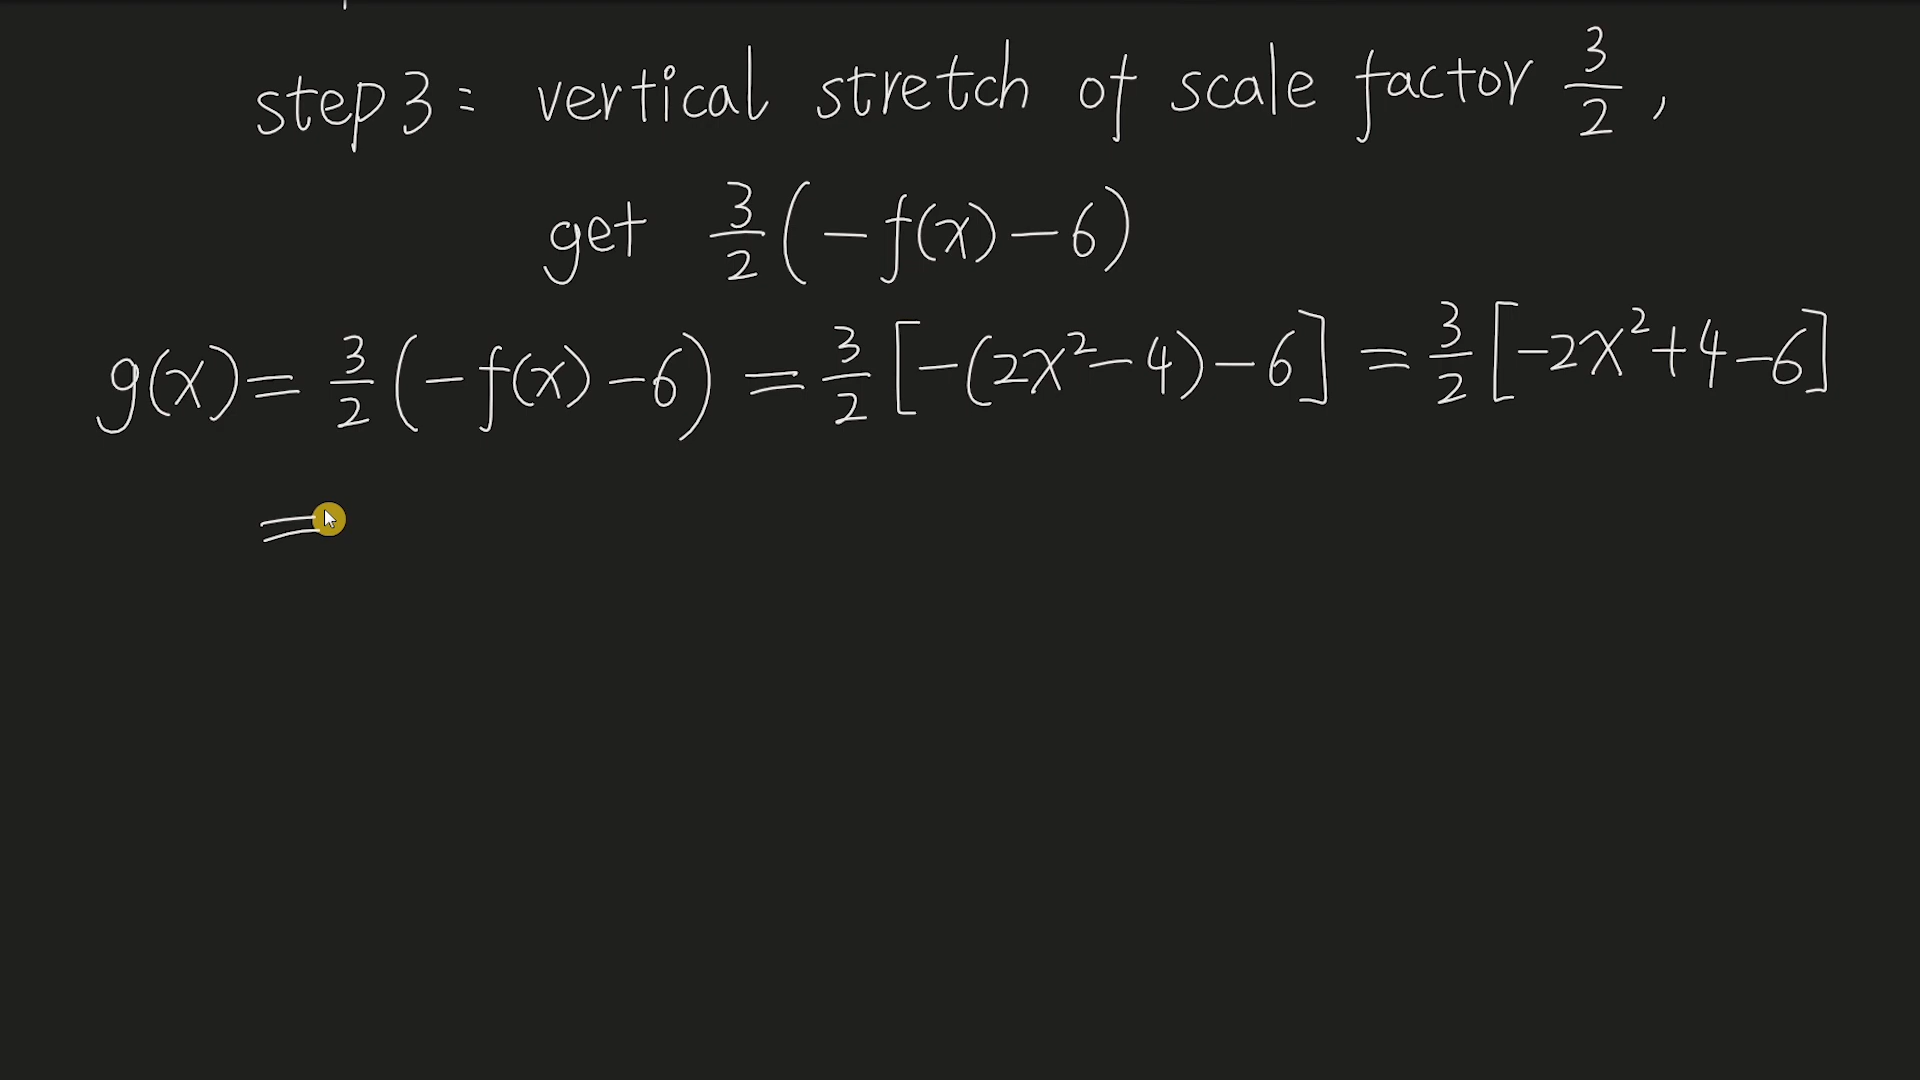 step 3: vertical stretch of scale factor 3/2,
get 3/2(-f(x)-6)
g(x)=3/2(-f(x)-6)=3/2[-(2x²-4)-6]=3/2[-2x²+4-6]
=